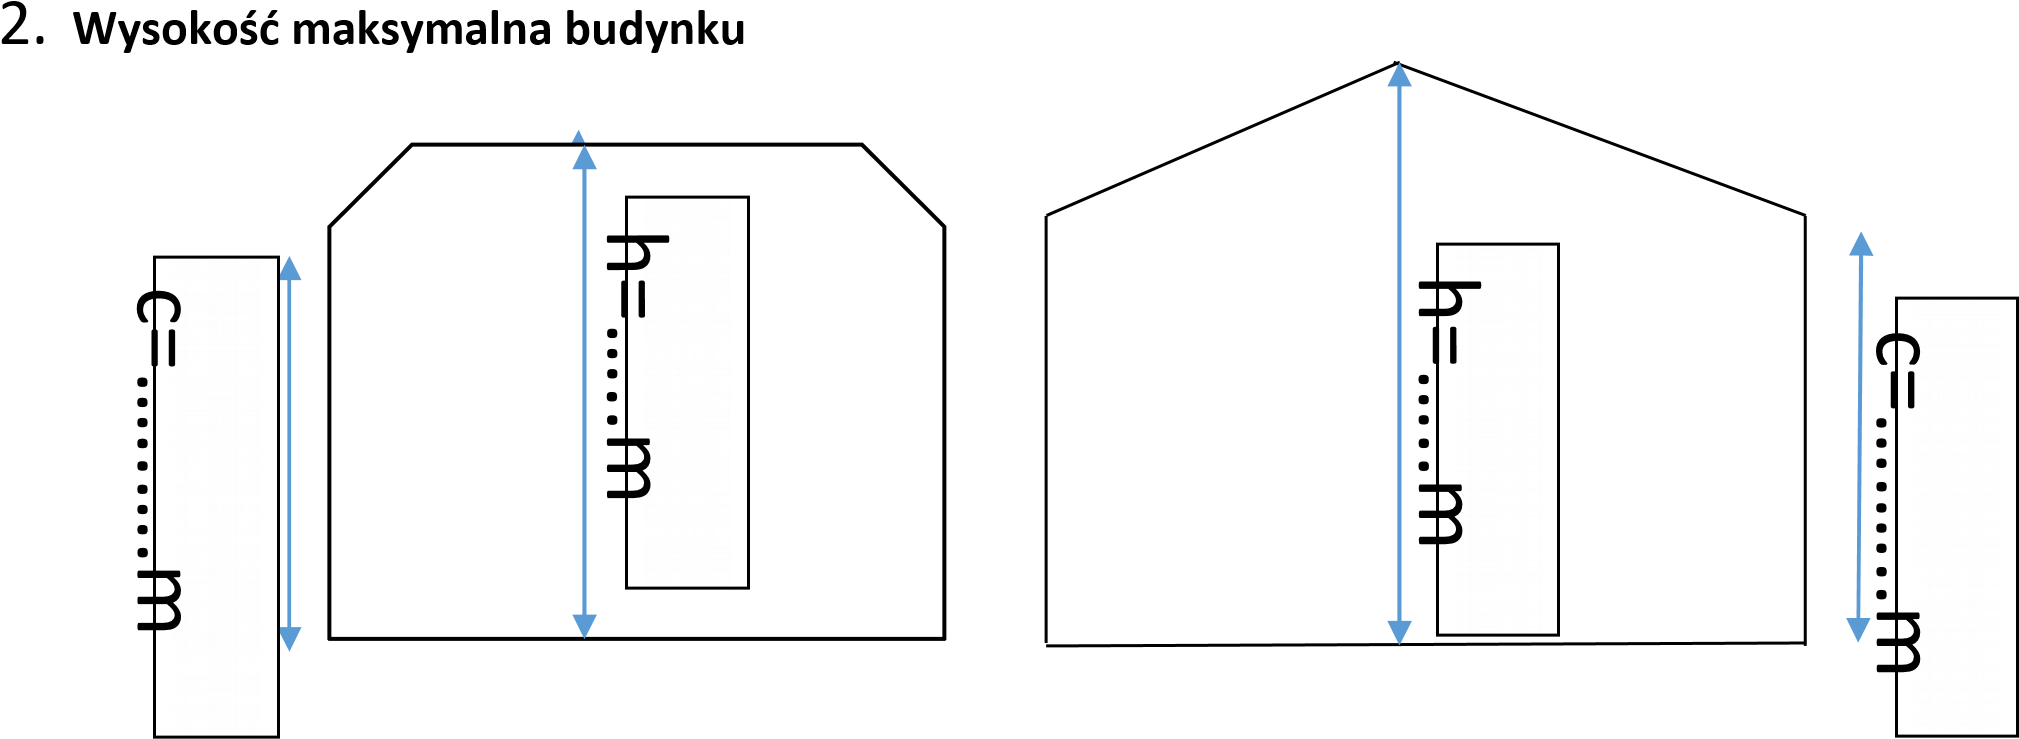 2. Wysokość maksymalna budynku
c=.........m
h=.....m
h=.....m
c=.........m